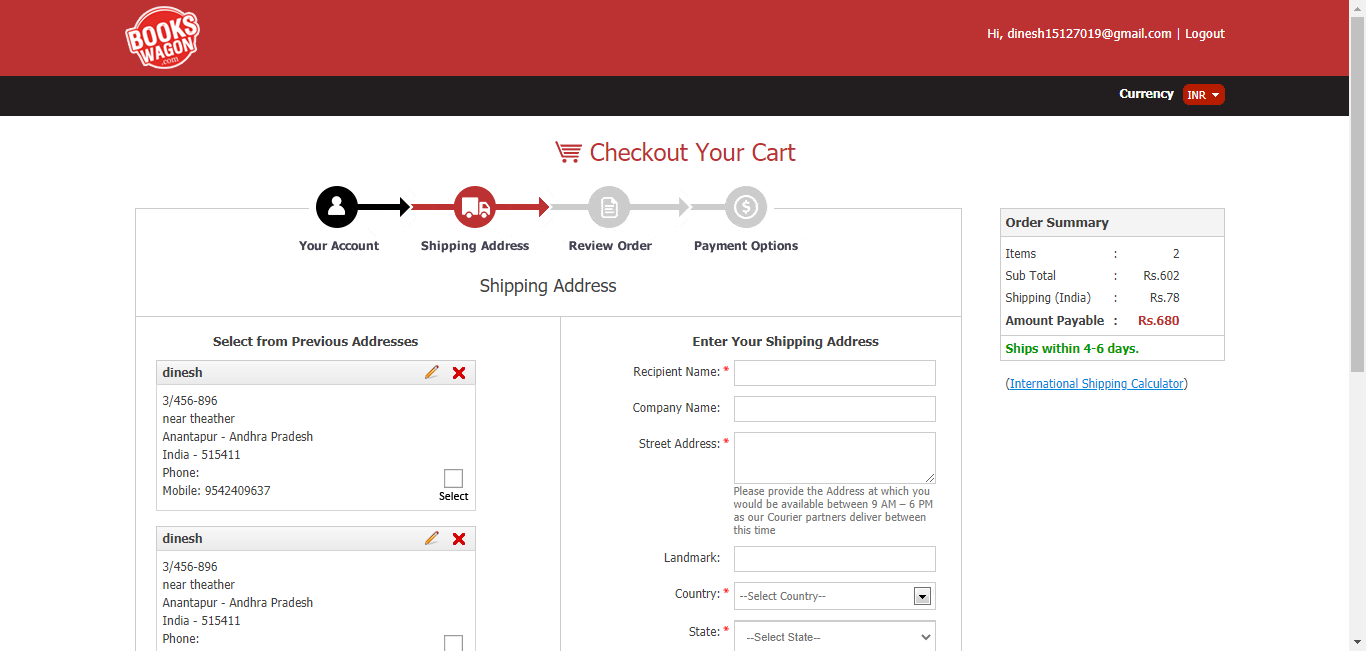 BOOKS
WAGON
.com
Hi, dinesh15127019@gmail.com | Logout
Currency INR
Checkout Your Cart
Your Account
Shipping Address
Review Order
Payment Options
Shipping Address
Select from Previous Addresses
dinesh
3/456-896
near theather
Anantapur - Andhra Pradesh
India - 515411
Phone:
Mobile: 9542409637
Select
dinesh
3/456-896
near theather
Anantapur - Andhra Pradesh
India - 515411
Phone:
Enter Your Shipping Address
Recipient Name: *
Company Name:
Street Address: *
Please provide the Address at which you
would be available between 9 AM – 6 PM
as our Courier partners deliver between
this time
Landmark:
Country: * --Select Country--
State: * --Select State--
Order Summary
Items : 2
Sub Total : Rs.602
Shipping (India) : Rs.78
Amount Payable : Rs.680
Ships within 4-6 days.
(International Shipping Calculator)